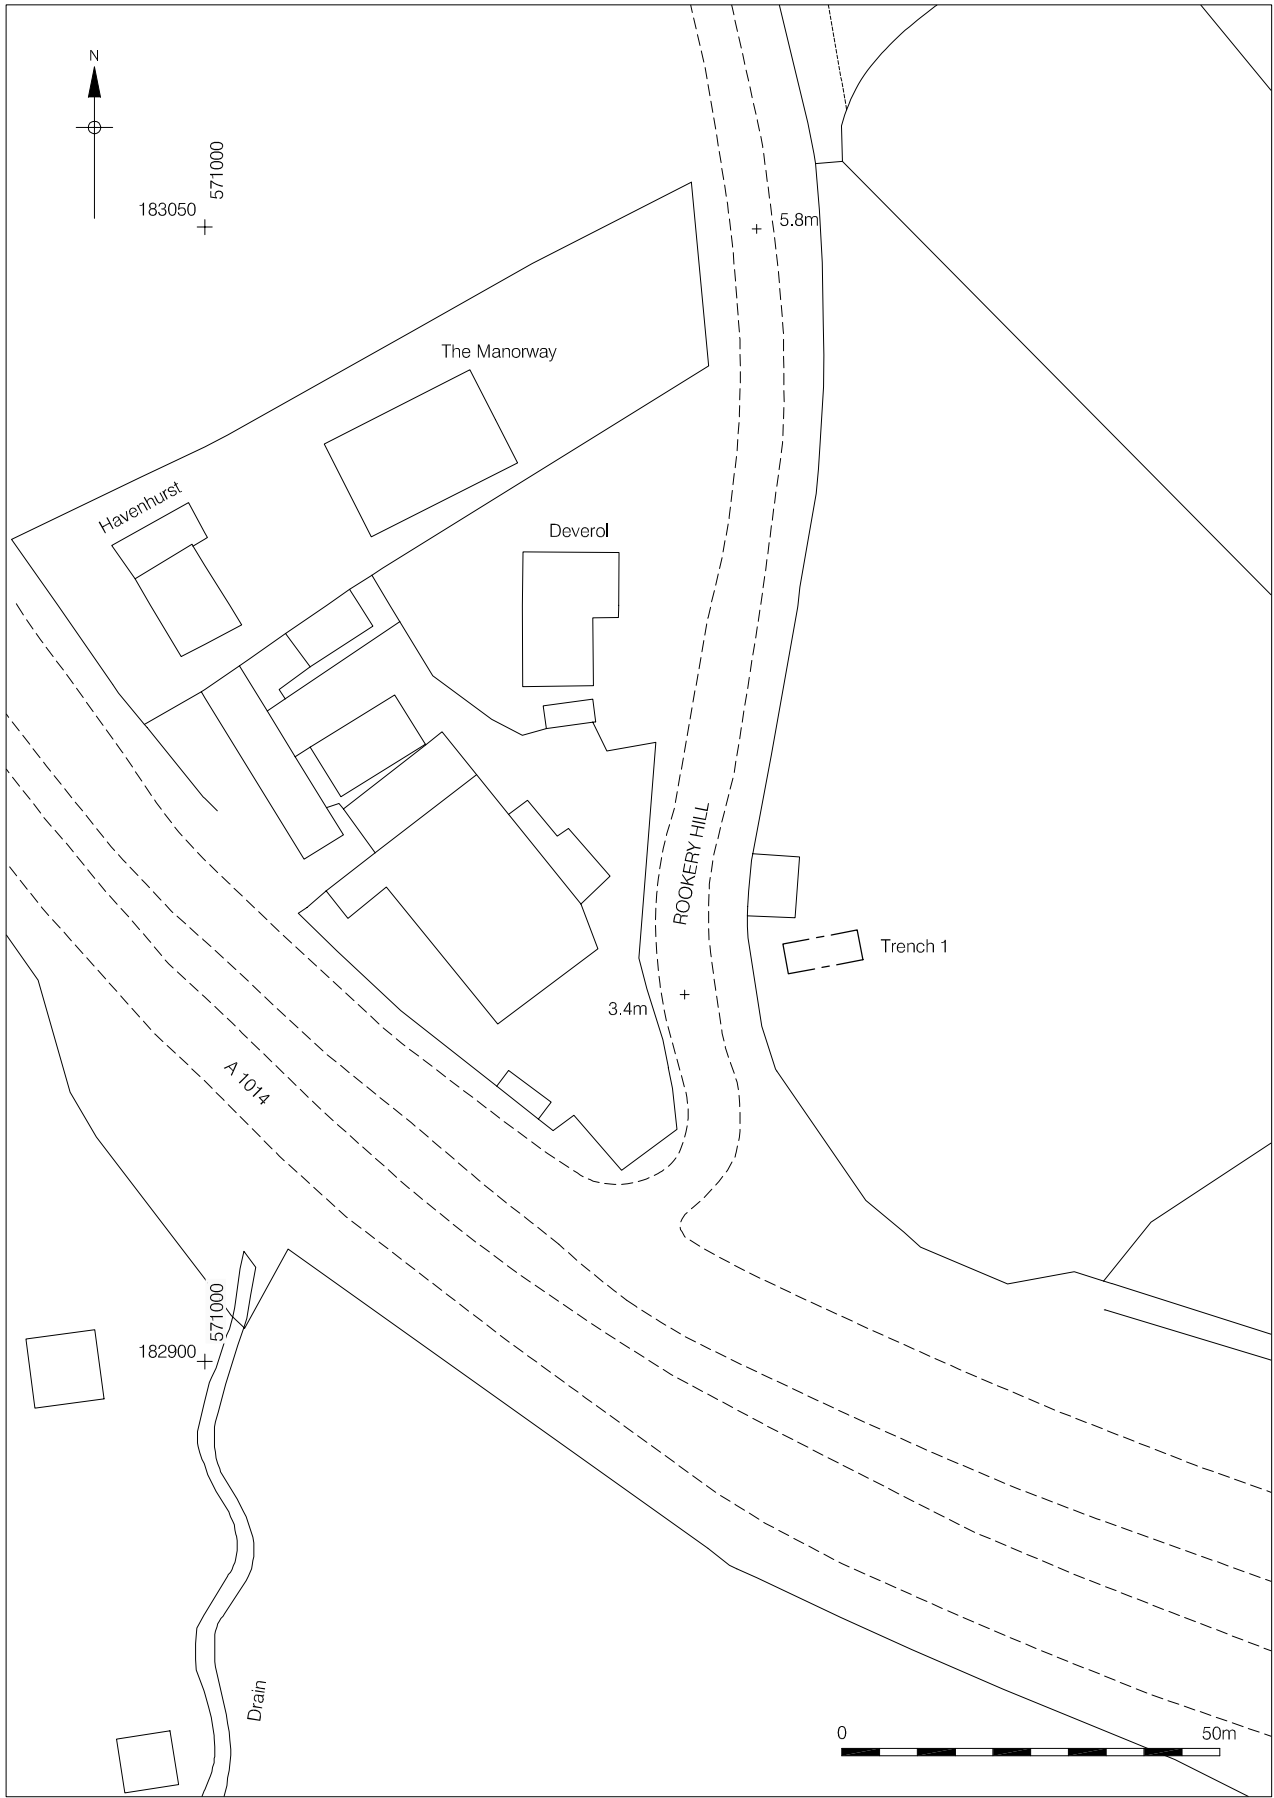 N
571000
183050
5.8m
The Manorway
Havenhurst
Deverol
ROOKERY HILL
Trench 1
3.4m
A 1014
571000
182900
Drain
0
50m